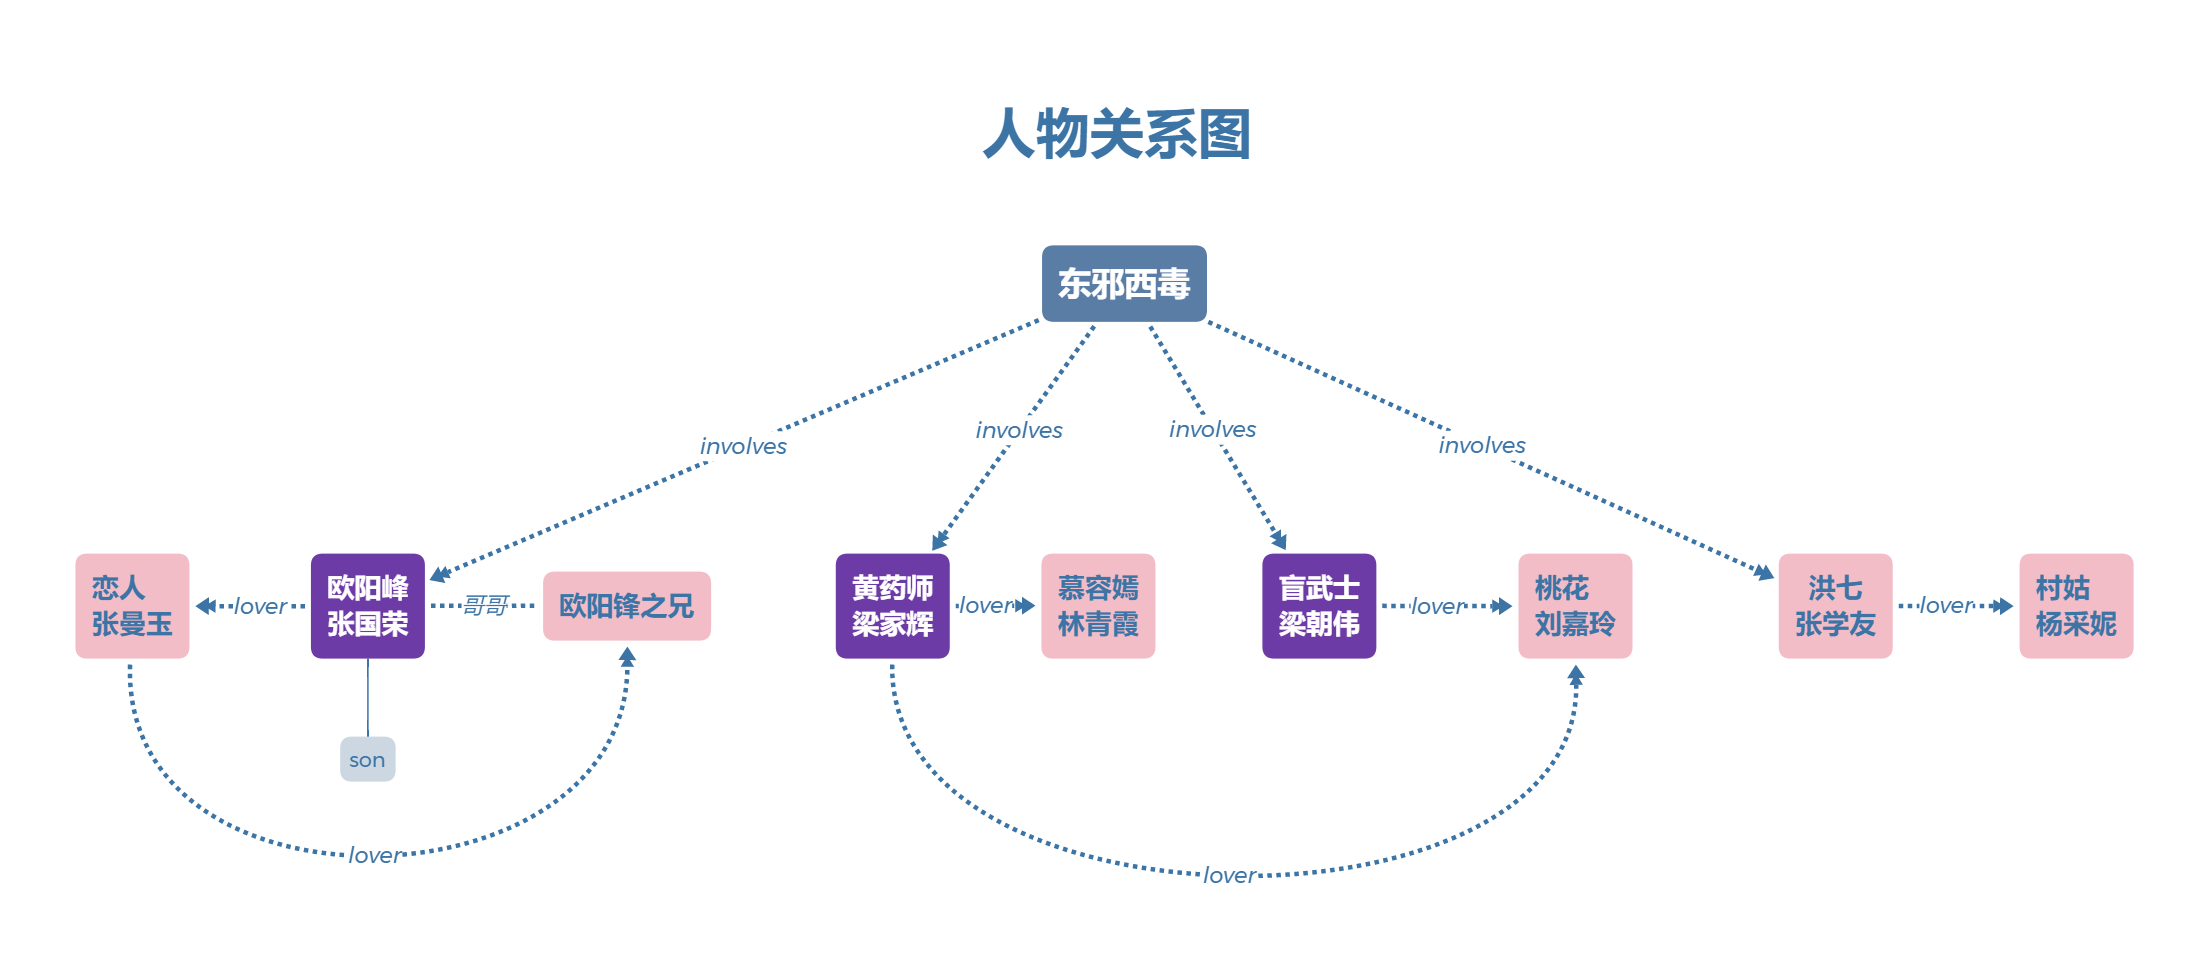 人物关系图
东邪西毒
involves
involves
involves
involves
恋人
张曼玉
lover
欧阳峰
张国荣
哥哥
欧阳锋之兄
黄药师
梁家辉
lover
慕容嫣
林青霞
盲武士
梁朝伟
lover
桃花
刘嘉玲
洪七
张学友
lover
村姑
杨采妮
son
lover
lover